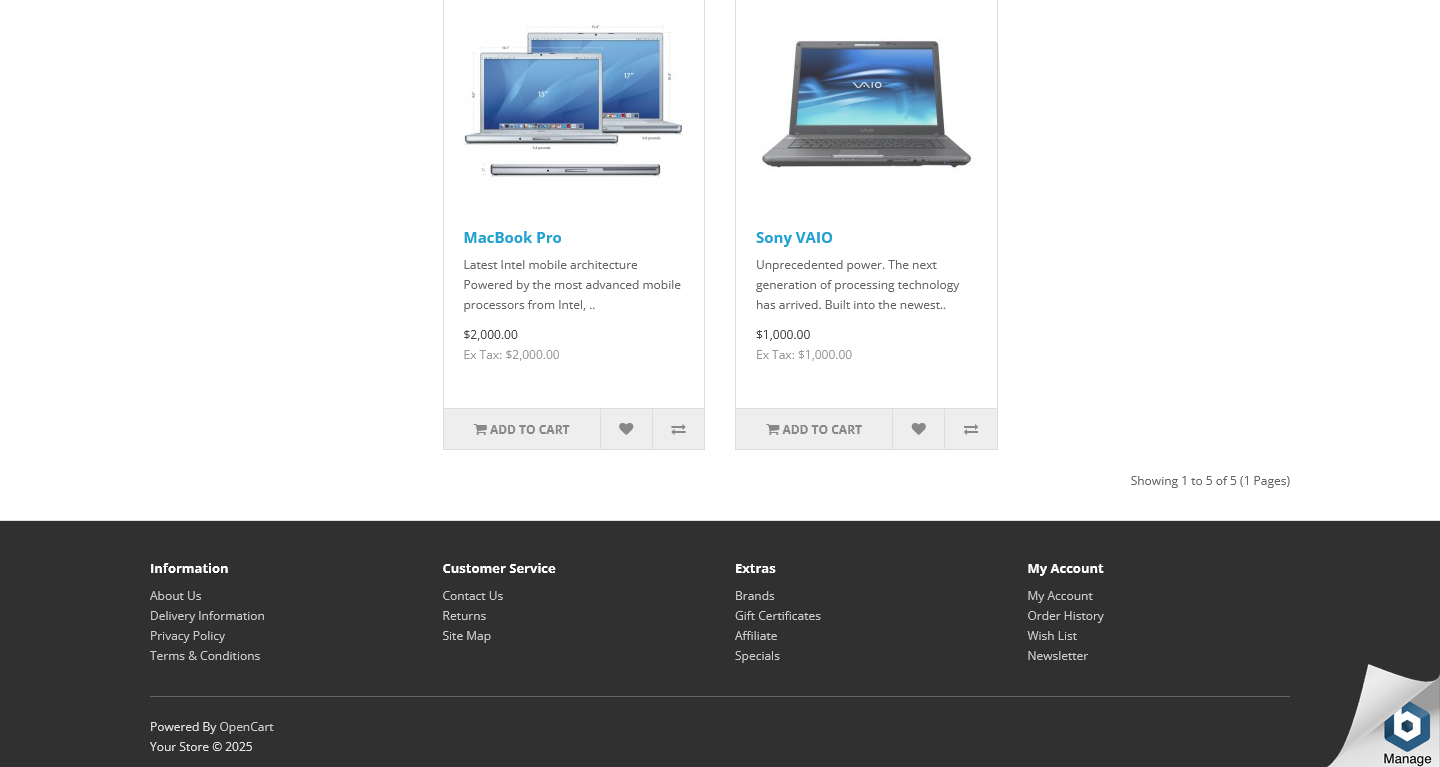 15"
17"
VAIO
MacBook Pro
Latest Intel mobile architecture
Powered by the most advanced mobile
processors from Intel, ..
$2,000.00
Ex Tax: $2,000.00
ADD TO CART
Sony VAIO
Unprecedented power. The next
generation of processing technology
has arrived. Built into the newest..
$1,000.00
Ex Tax: $1,000.00
ADD TO CART
Showing 1 to 5 of 5 (1 Pages)
Information
About Us
Delivery Information
Privacy Policy
Terms & Conditions
Customer Service
Contact Us
Returns
Site Map
Extras
Brands
Gift Certificates
Affiliate
Specials
My Account
My Account
Order History
Wish List
Newsletter
Powered By OpenCart
Your Store © 2025
Manage